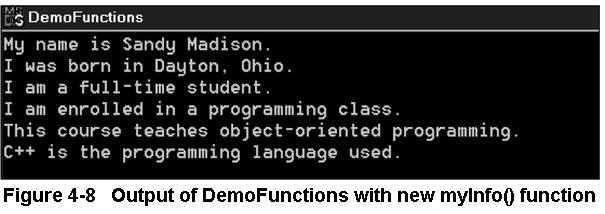 DemoFunctions
My name is Sandy Madison.
I was born in Dayton, Ohio.
I am a full-time student.
I am enrolled in a programming class.
This course teaches object-oriented programming.
C++ is the programming language used.
Figure 4-8 Output of DemoFunctions with new myInfo() function